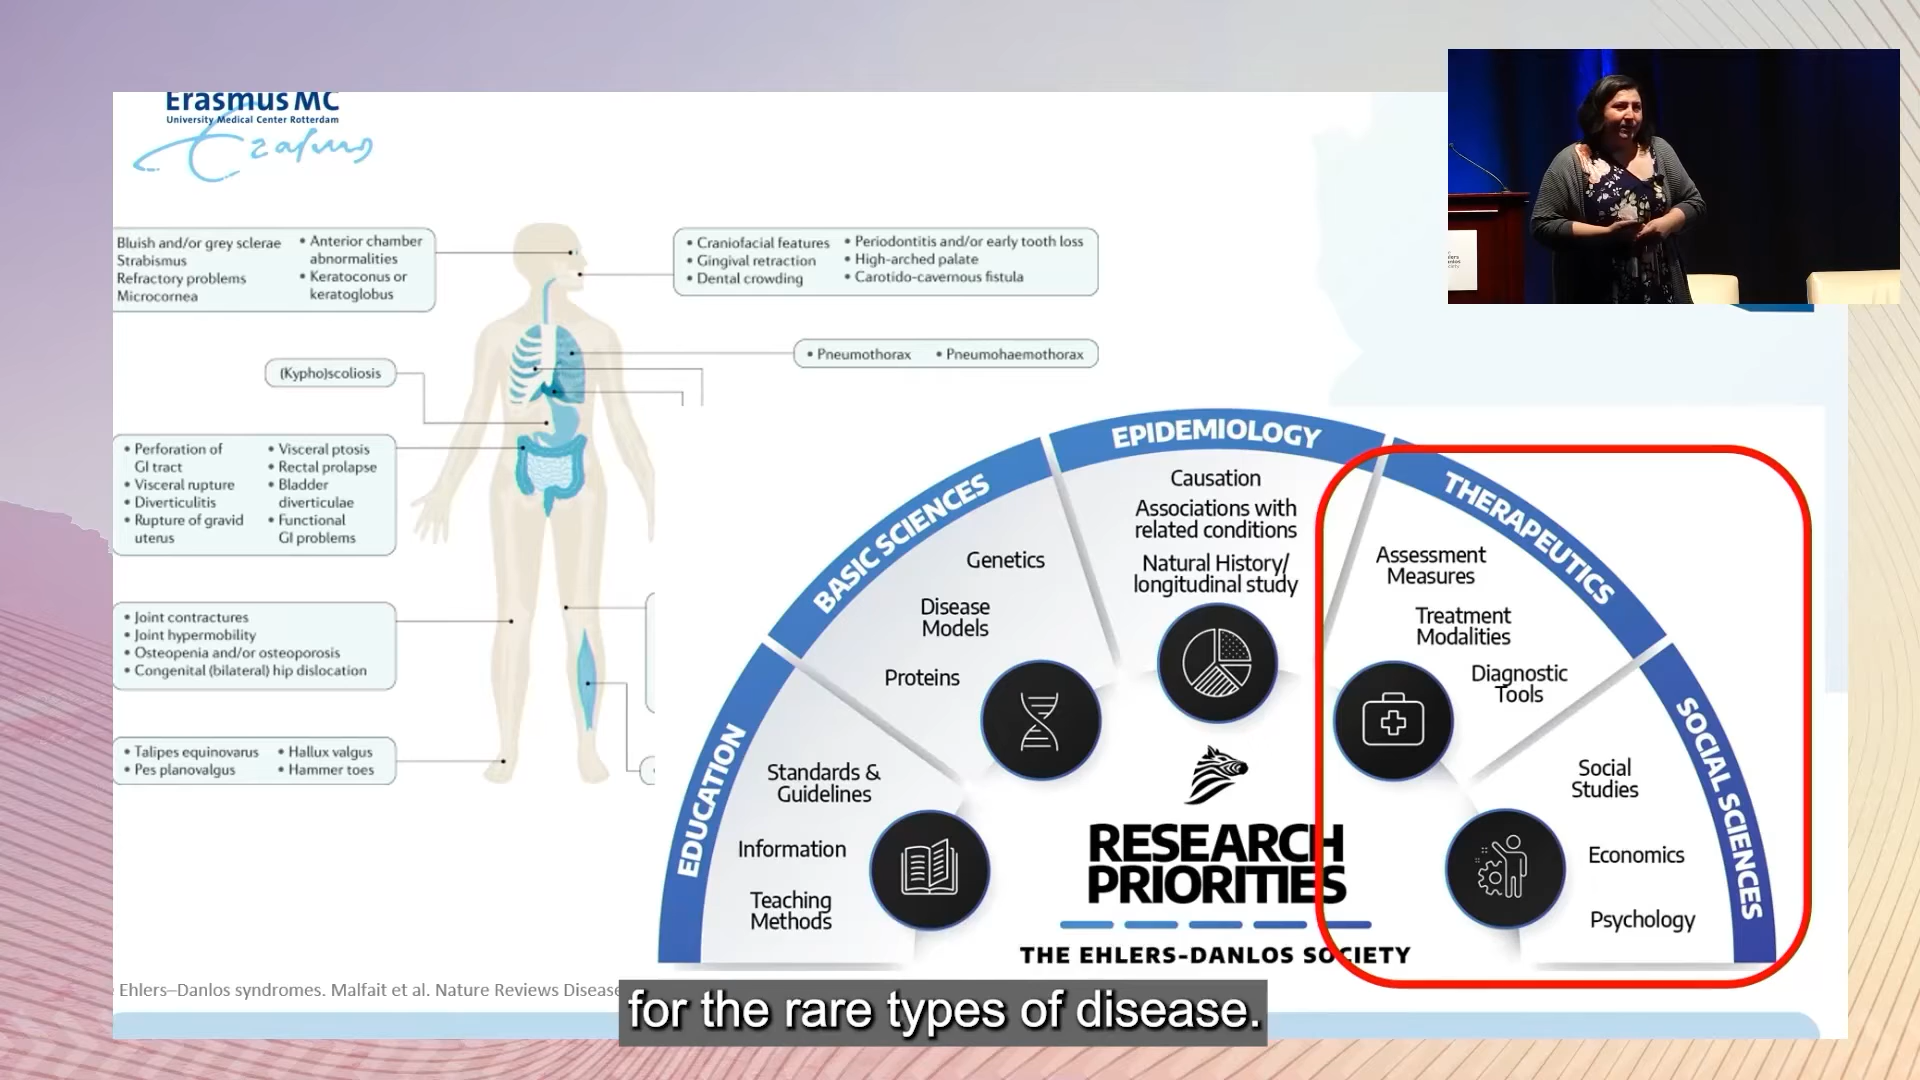 Erasmus MC
University Medical Center Rotterdam
Erasmus
Bluish and/or grey sclerae
Strabismus
Refractory problems
Microcornea
• Anterior chamber
abnormalities
• Keratoconus or
keratoglobus
• Craniofacial features
• Gingival retraction
• Dental crowding
• Periodontitis and/or early tooth loss
• High-arched palate
• Carotido-cavernous fistula
• Pneumothorax
• Pneumohaemothorax
(Kypho)scoliosis
• Perforation of
GI tract
• Visceral rupture
• Diverticulitis
• Rupture of gravid
uterus
• Visceral ptosis
• Rectal prolapse
• Bladder
diverticulae
• Functional
GI problems
• Joint contractures
• Joint hypermobility
• Osteopenia and/or osteoporosis
• Congenital (bilateral) hip dislocation
• Talipes equinovarus
• Pes planovalgus
• Hallux valgus
• Hammer toes
EDUCATION
Standards &
Guidelines
Information
Teaching
Methods
BASIC SCIENCES
Genetics
Disease
Models
Proteins
EPIDEMIOLOGY
Causation
Associations with
related conditions
Natural History/
longitudinal study
THERAPEUTICS
Assessment
Measures
Treatment
Modalities
Diagnostic
Tools
SOCIAL SCIENCES
Social
Studies
Economics
Psychology
RESEARCH
PRIORITIES
THE EHLERS-DANLOS SOCIETY
Ehlers–Danlos syndromes. Malfait et al. Nature Reviews Disease
for the rare types of disease.